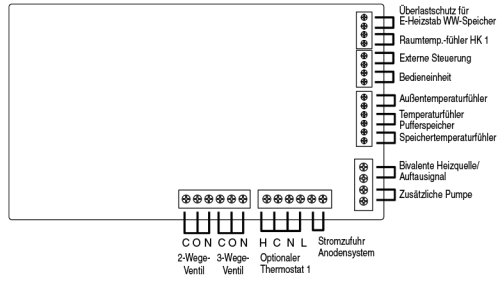 Überlastschutz für
E-Heizstab WW-Speicher
Raumtemp.-fühler HK 1
Externe Steuerung
Bedieneinheit
Außentemperaturfühler
Temperaturfühler
Pufferspeicher
Speichertemperaturfühler
Bivalente Heizquelle/
Auftausignal
Zusätzliche Pumpe
C O N C O N H C N L
2-Wege-
Ventil
3-Wege-
Ventil
Optionaler
Thermostat 1
Stromzufuhr
Anodensystem